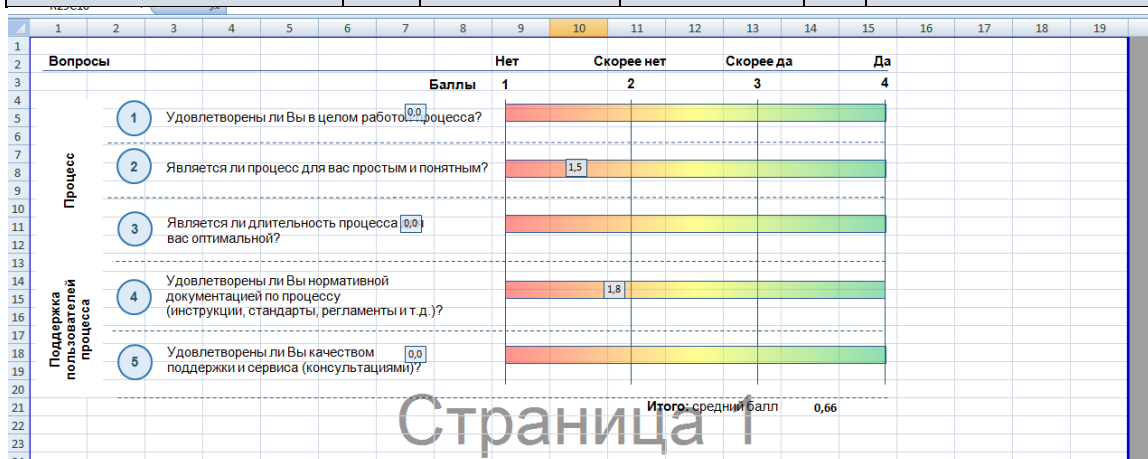 1 2 3 4 5 6 7 8 9 10 11 12 13 14 15 16 17 18 19
1
2 Вопросы Нет Скорее нет Скорее да Да
3 Баллы 1 2 3 4
4
5 1 Удовлетворены ли Вы в целом работой процесса? 0,0
6
7
8 2 Является ли процесс для вас простым и понятным? 1,5
Процесс
9
10
11 3 Является ли длительность процесса 0,0
12 вас оптимальной?
13
14 Удовлетворены ли Вы нормативной
15 4 документацией по процессу 1,8
16 (инструкции, стандарты, регламенты и т.д.)?
Поддержка
пользователей
процесса
17
18 Удовлетворены ли Вы качеством 0,0
19 5 поддержки и сервиса (консультациями)?
20
21 Итого: средний балл 0,66
22 Страница 1
23